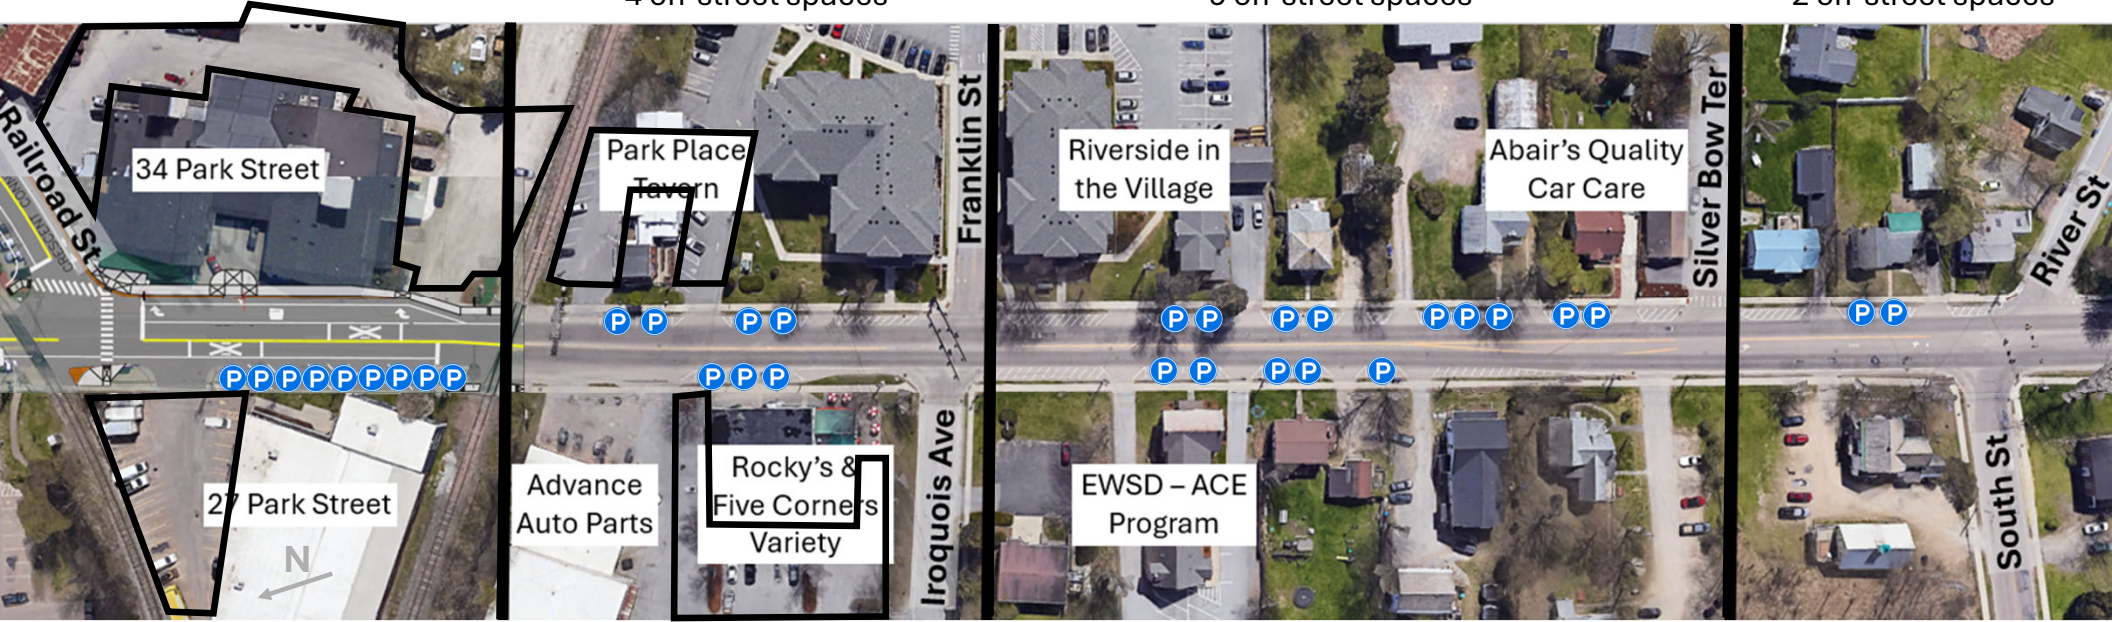 34 Park Street
Railroad St
CRESCENT CONN
27 Park Street
N
Park Place
Tavern
Franklin St
P P P P
P P P P P P P P P
P P P
Advance
Auto Parts
Rocky's &
Five Corners
Variety
Iroquois Ave
Riverside in
the Village
Abair's Quality
Car Care
Silver Bow Ter
P P P P P P P P P
P P P P P
EWSD – ACE
Program
River St
P P
South St